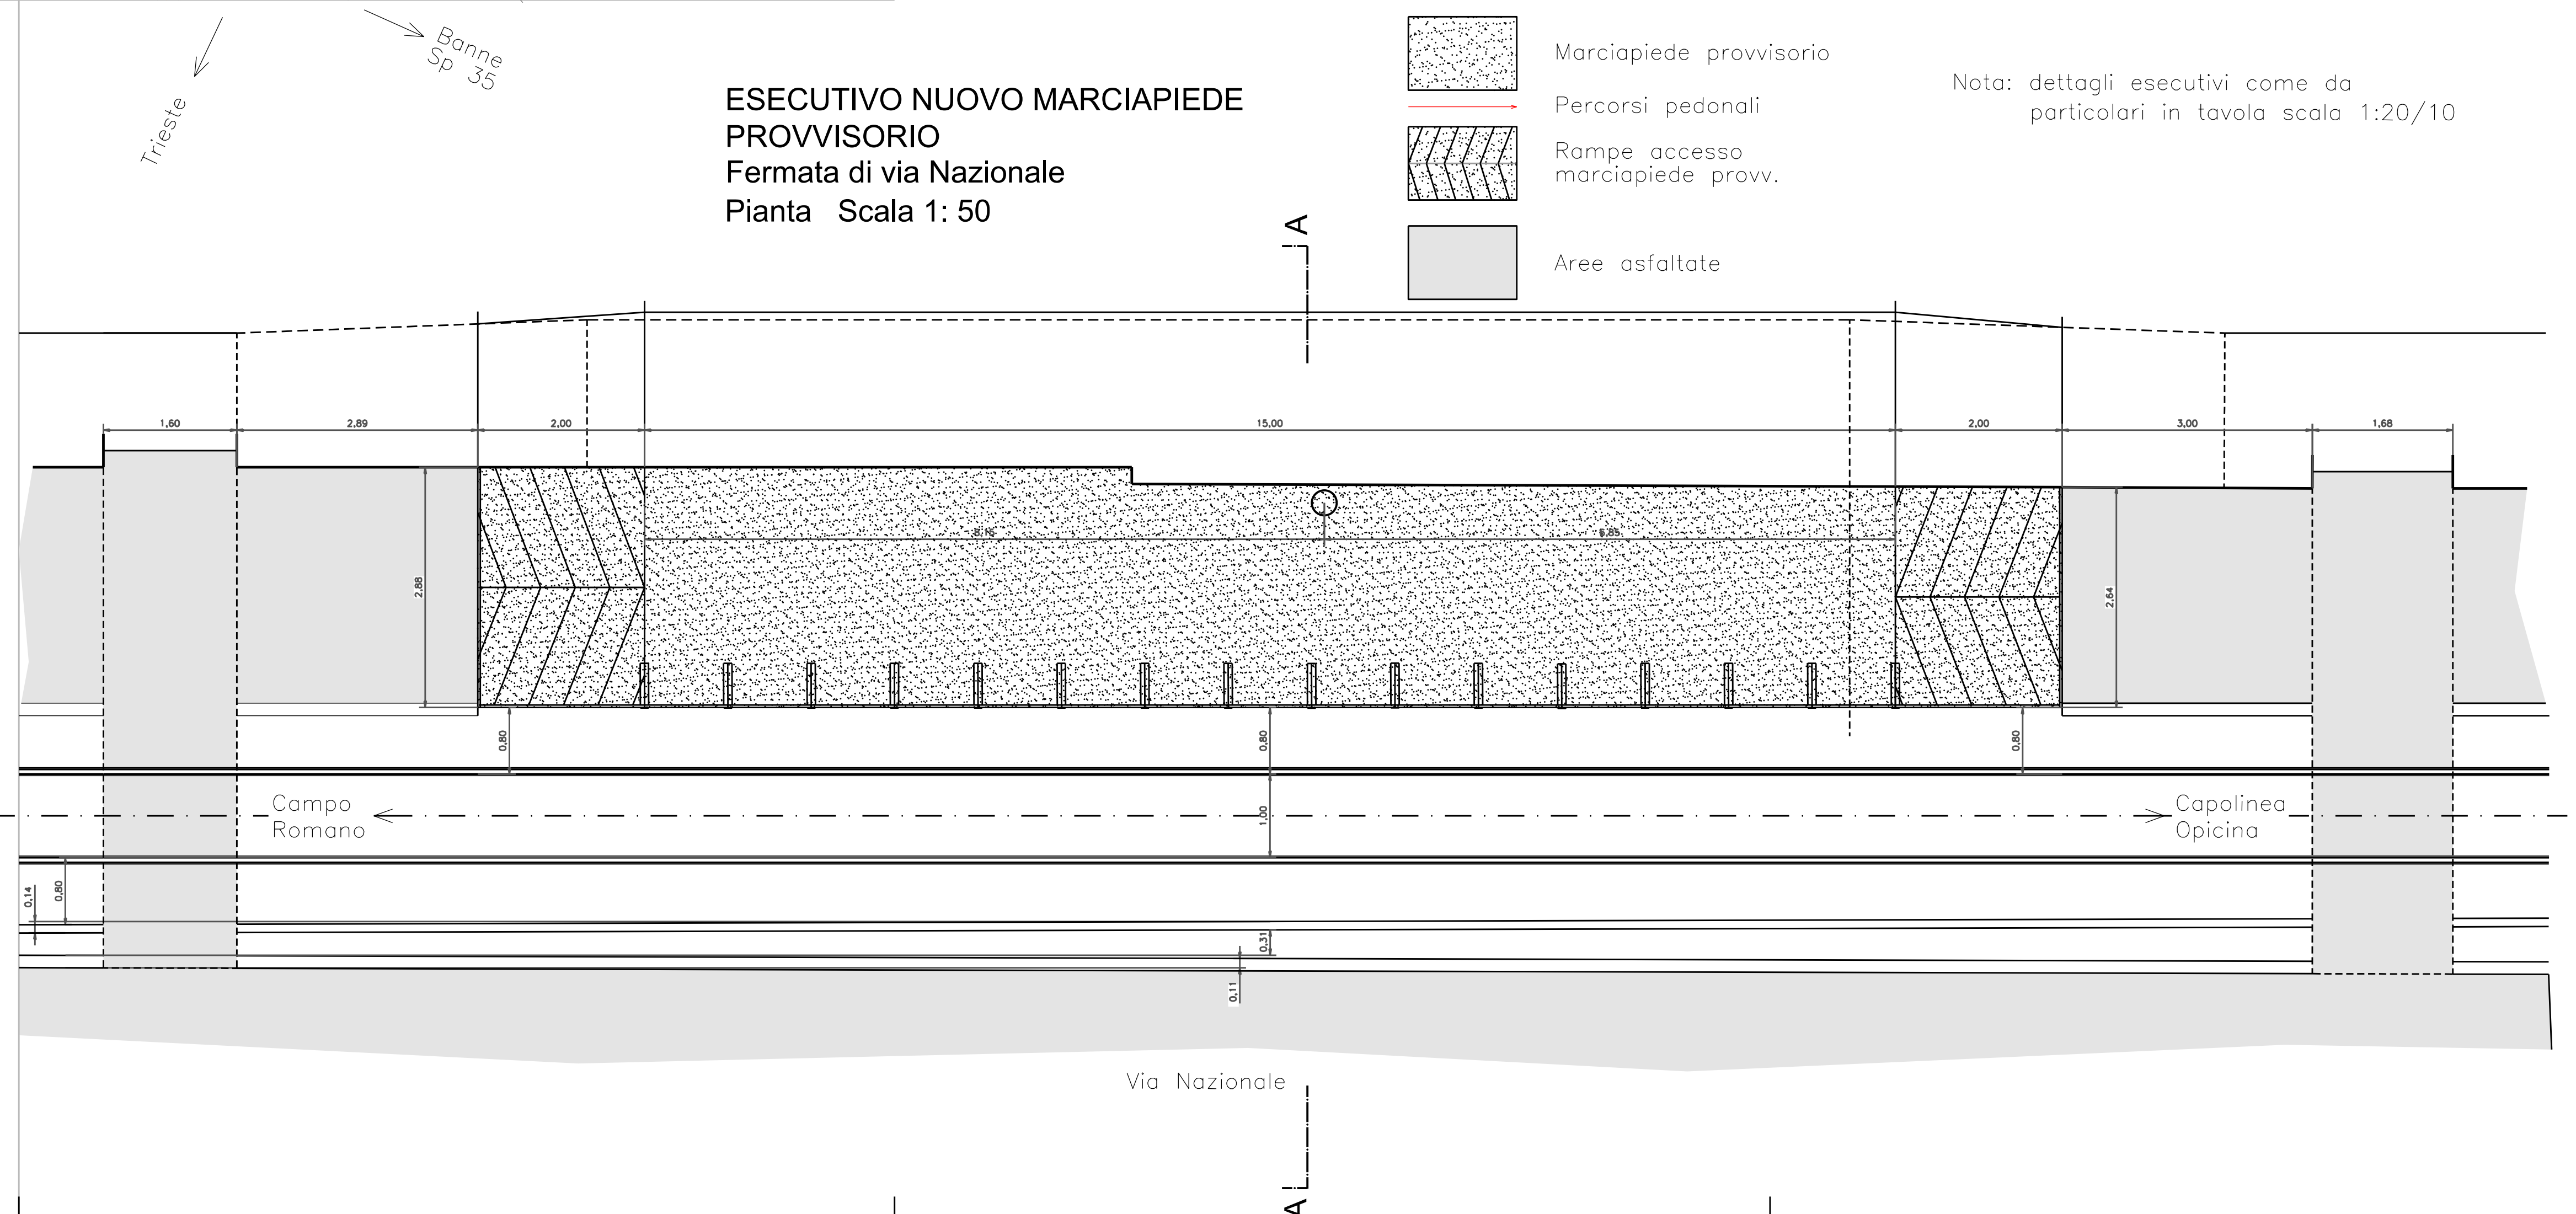 Banne
Sp 35
Trieste
ESECUTIVO NUOVO MARCIAPIEDE
PROVVISORIO
Fermata di via Nazionale
Pianta Scala 1: 50
Marciapiede provvisorio
Percorsi pedonali
Rampe accesso
marciapiede provv.
Aree asfaltate
Nota: dettagli esecutivi come da
particolari in tavola scala 1:20/10
A
1,60
2,89
2,00
15,00
2,00
3,00
1,68
8,15
6,85
2,88
2,64
0,80
0,80
0,80
Campo
Romano
1,00
Capolinea
Opicina
0,14
0,80
0,31
0,11
Via Nazionale
A